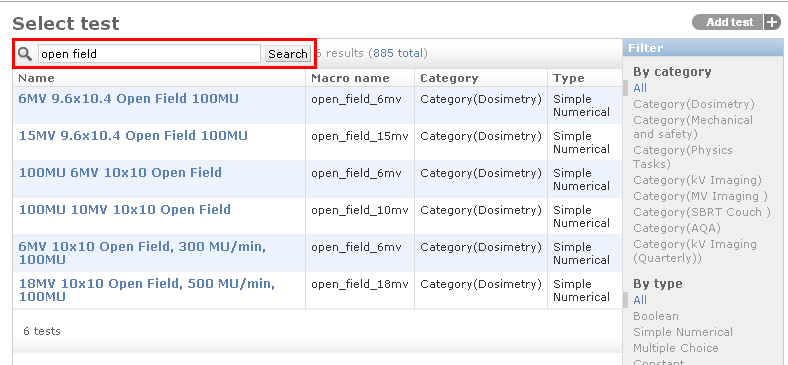 Select test
Add test
open field Search 6 results (885 total)
Name Macro name Category Type
6MV 9.6x10.4 Open Field 100MU open_field_6mv Category(Dosimetry) Simple
Numerical
15MV 9.6x10.4 Open Field 100MU open_field_15mv Category(Dosimetry) Simple
Numerical
100MU 6MV 10x10 Open Field open_field_6mv Category(Dosimetry) Simple
Numerical
100MU 10MV 10x10 Open Field open_field_10mv Category(Dosimetry) Simple
Numerical
6MV 10x10 Open Field, 300 MU/min,
100MU open_field_6mv Category(Dosimetry) Simple
Numerical
18MV 10x10 Open Field, 500 MU/min,
100MU open_field_18mv Category(Dosimetry) Simple
Numerical
6 tests
Filter
By category
All
Category(Dosimetry)
Category(Mechanical
and safety)
Category(Physics
Tasks)
Category(kV Imaging)
Category(MV Imaging )
Category(SBRT Couch )
Category(AQA)
Category(kV Imaging
(Quarterly))
By type
All
Boolean
Simple Numerical
Multiple Choice
Constant